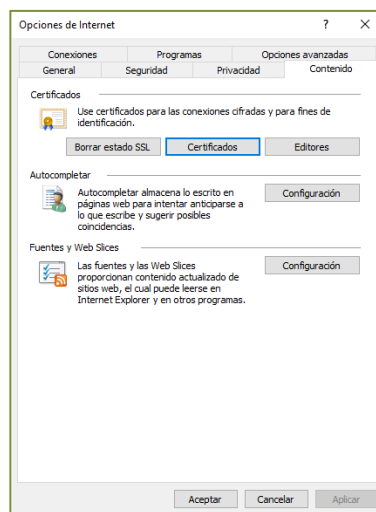 Opciones de Internet ? ×
Conexiones Programas Opciones avanzadas
General Seguridad Privacidad Contenido
Certificados
Use certificados para las conexiones cifradas y para fines de
identificación.
Borrar estado SSL Certificados Editores
Autocompletar
Autocompletar almacena lo escrito en
páginas web para intentar anticiparse a
lo que escribe y sugerir posibles
coincidencias.
Configuración
Fuentes y Web Slices
Las fuentes y las Web Slices
proporcionan contenido actualizado de
sitios web, el cual puede leerse en
Internet Explorer y en otros programas.
Configuración
Aceptar Cancelar Aplicar